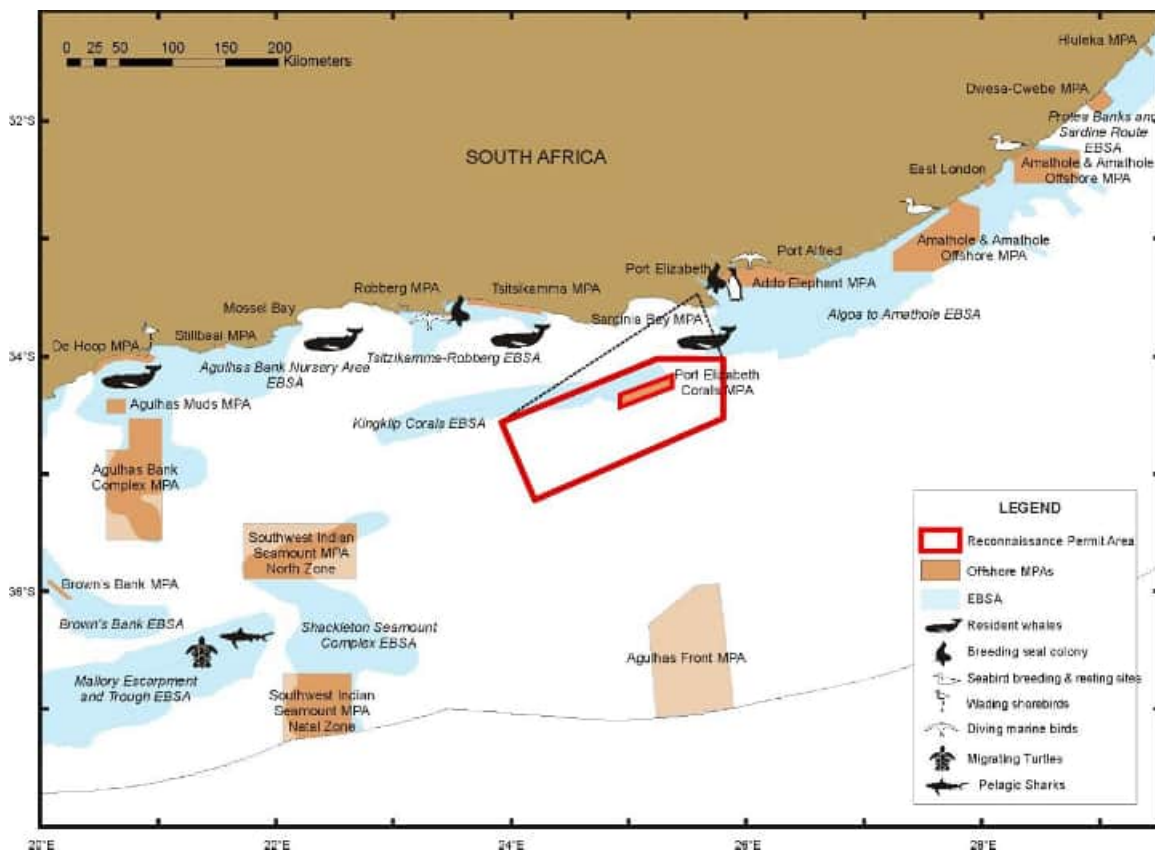 0 25 50 100 150 200
Kilometers
Hluleka MPA
Dwesa-Cwebe MPA
Protea Banks and
Sardine Route
EBSA
32°S
SOUTH AFRICA
East London
Amathole & Amathole
Offshore MPA
Port Elizabeth
Port Alfred
Amathole & Amathole
Offshore MPA
Robberg MPA
Tsitsikamma MPA
Addo Elephant MPA
Mossel Bay
Sardinia Bay MPA
Algoa to Amathole EBSA
Stillbaai MPA
De Hoop MPA
34°S
Tsitzikamma-Robberg EBSA
Agulhas Bank Nursery Area
EBSA
Port Elizabeth
Corals MPA
Agulhas Muds MPA
Kingklip Corals EBSA
Agulhas Bank
Complex MPA
Southwest Indian
Seamount MPA
North Zone
Brown's Bank MPA
36°S
Brown's Bank EBSA
Shackleton Seamount
Complex EBSA
Agulhas Front MPA
Mallory Escarpment
and Trough EBSA
Southwest Indian
Seamount MPA
Natal Zone
LEGEND
Reconnaissance Permit Area
Offshore MPAs
EBSA
Resident whales
Breeding seal colony
Seabird breeding & resting sites
Wading shorebirds
Diving marine birds
Migrating Turtles
Pelagic Sharks
20°E 22°E 24°E 26°E 28°E